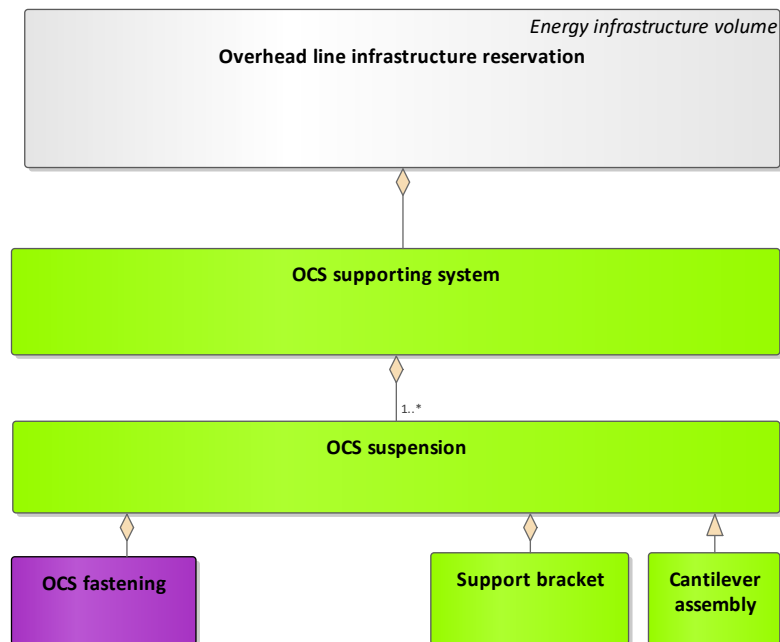 Energy infrastructure volume
Overhead line infrastructure reservation
OCS supporting system
1..*
OCS suspension
OCS fastening
Support bracket
Cantilever
assembly